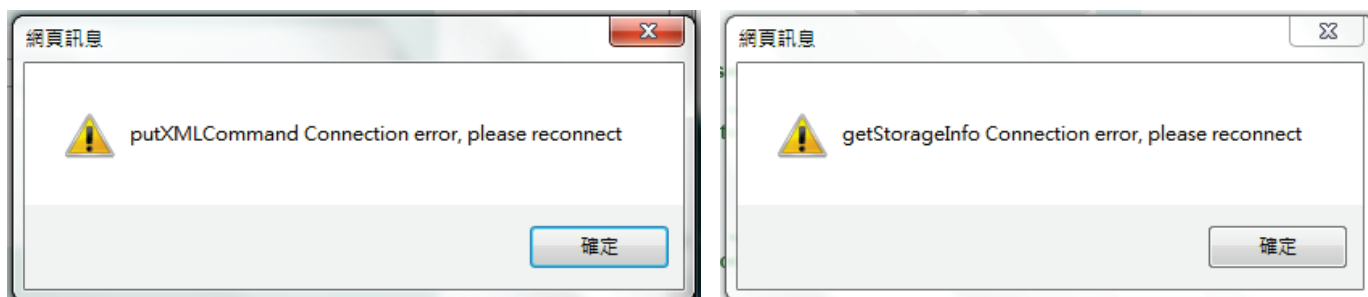 網頁訊息
putXMLCommand Connection error, please reconnect
確定
網頁訊息
getStorageInfo Connection error, please reconnect
確定